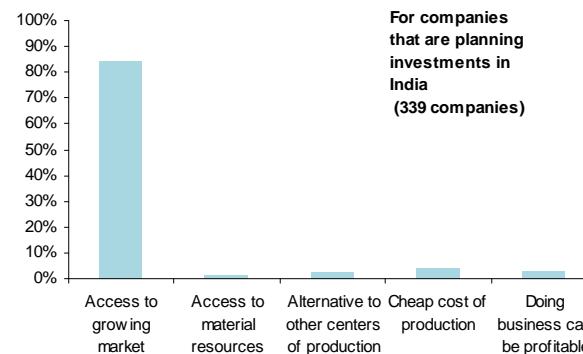 100%
90%
80%
70%
60%
50%
40%
30%
20%
10%
0%
For companies
that are planning
investments in
India
(339 companies)
Access to
growing
market
Access to
material
resources
Alternative to
other centers
of production
Cheap cost of
production
Doing
business ca
be profitable